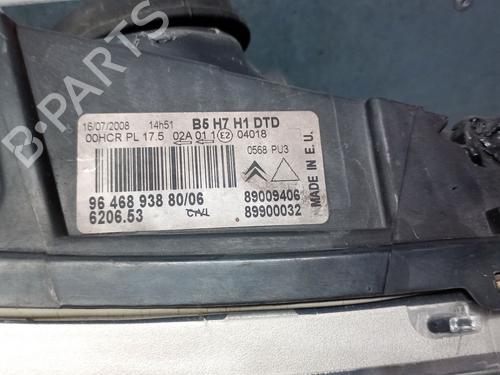 16/07/2008 14h51 B5 H7 H1 DTD
00HCR PL 17.5 02A 01 1 E2 04018
0568 PU3
96 468 938 80/06 89009406
6206.53 89900032
MADE IN E.U.
B-PARTS